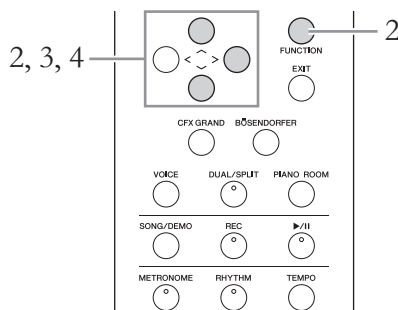 2
FUNCTION
2, 3, 4
EXIT
CFX GRAND BÖSENDORFER
VOICE DUAL/SPLIT PIANO ROOM
SONG/DEMO REC ►/II
METRONOME RHYTHM TEMPO